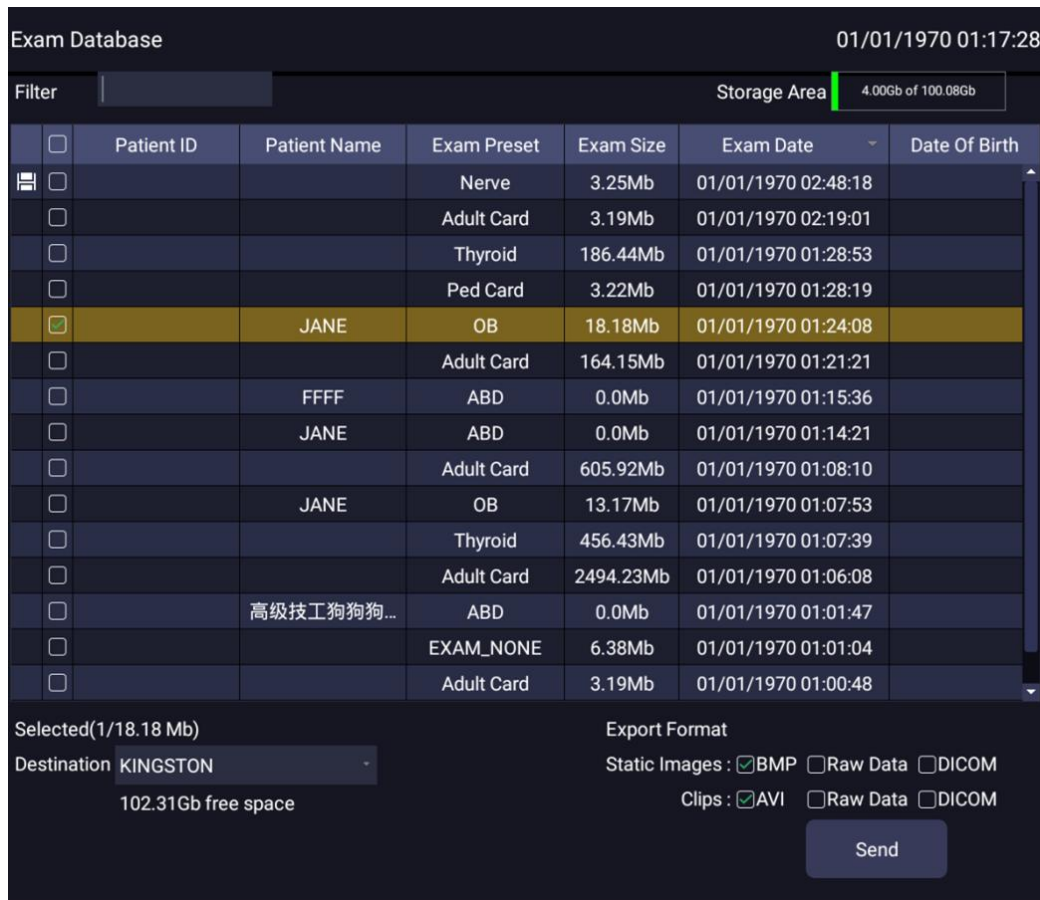 Exam Database 01/01/1970 01:17:28
Filter Storage Area 4.00Gb of 100.08Gb
Patient ID Patient Name Exam Preset Exam Size Exam Date Date Of Birth
Nerve 3.25Mb 01/01/1970 02:48:18
Adult Card 3.19Mb 01/01/1970 02:19:01
Thyroid 186.44Mb 01/01/1970 01:28:53
Ped Card 3.22Mb 01/01/1970 01:28:19
JANE OB 18.18Mb 01/01/1970 01:24:08
Adult Card 164.15Mb 01/01/1970 01:21:21
FFFF ABD 0.0Mb 01/01/1970 01:15:36
JANE ABD 0.0Mb 01/01/1970 01:14:21
Adult Card 605.92Mb 01/01/1970 01:08:10
JANE OB 13.17Mb 01/01/1970 01:07:53
Thyroid 456.43Mb 01/01/1970 01:07:39
Adult Card 2494.23Mb 01/01/1970 01:06:08
高级技工狗狗狗... ABD 0.0Mb 01/01/1970 01:01:47
EXAM_NONE 6.38Mb 01/01/1970 01:01:04
Adult Card 3.19Mb 01/01/1970 01:00:48
Selected(1/18.18 Mb) Export Format
Destination KINGSTON Static Images : BMP Raw Data DICOM
102.31Gb free space Clips : AVI Raw Data DICOM
Send